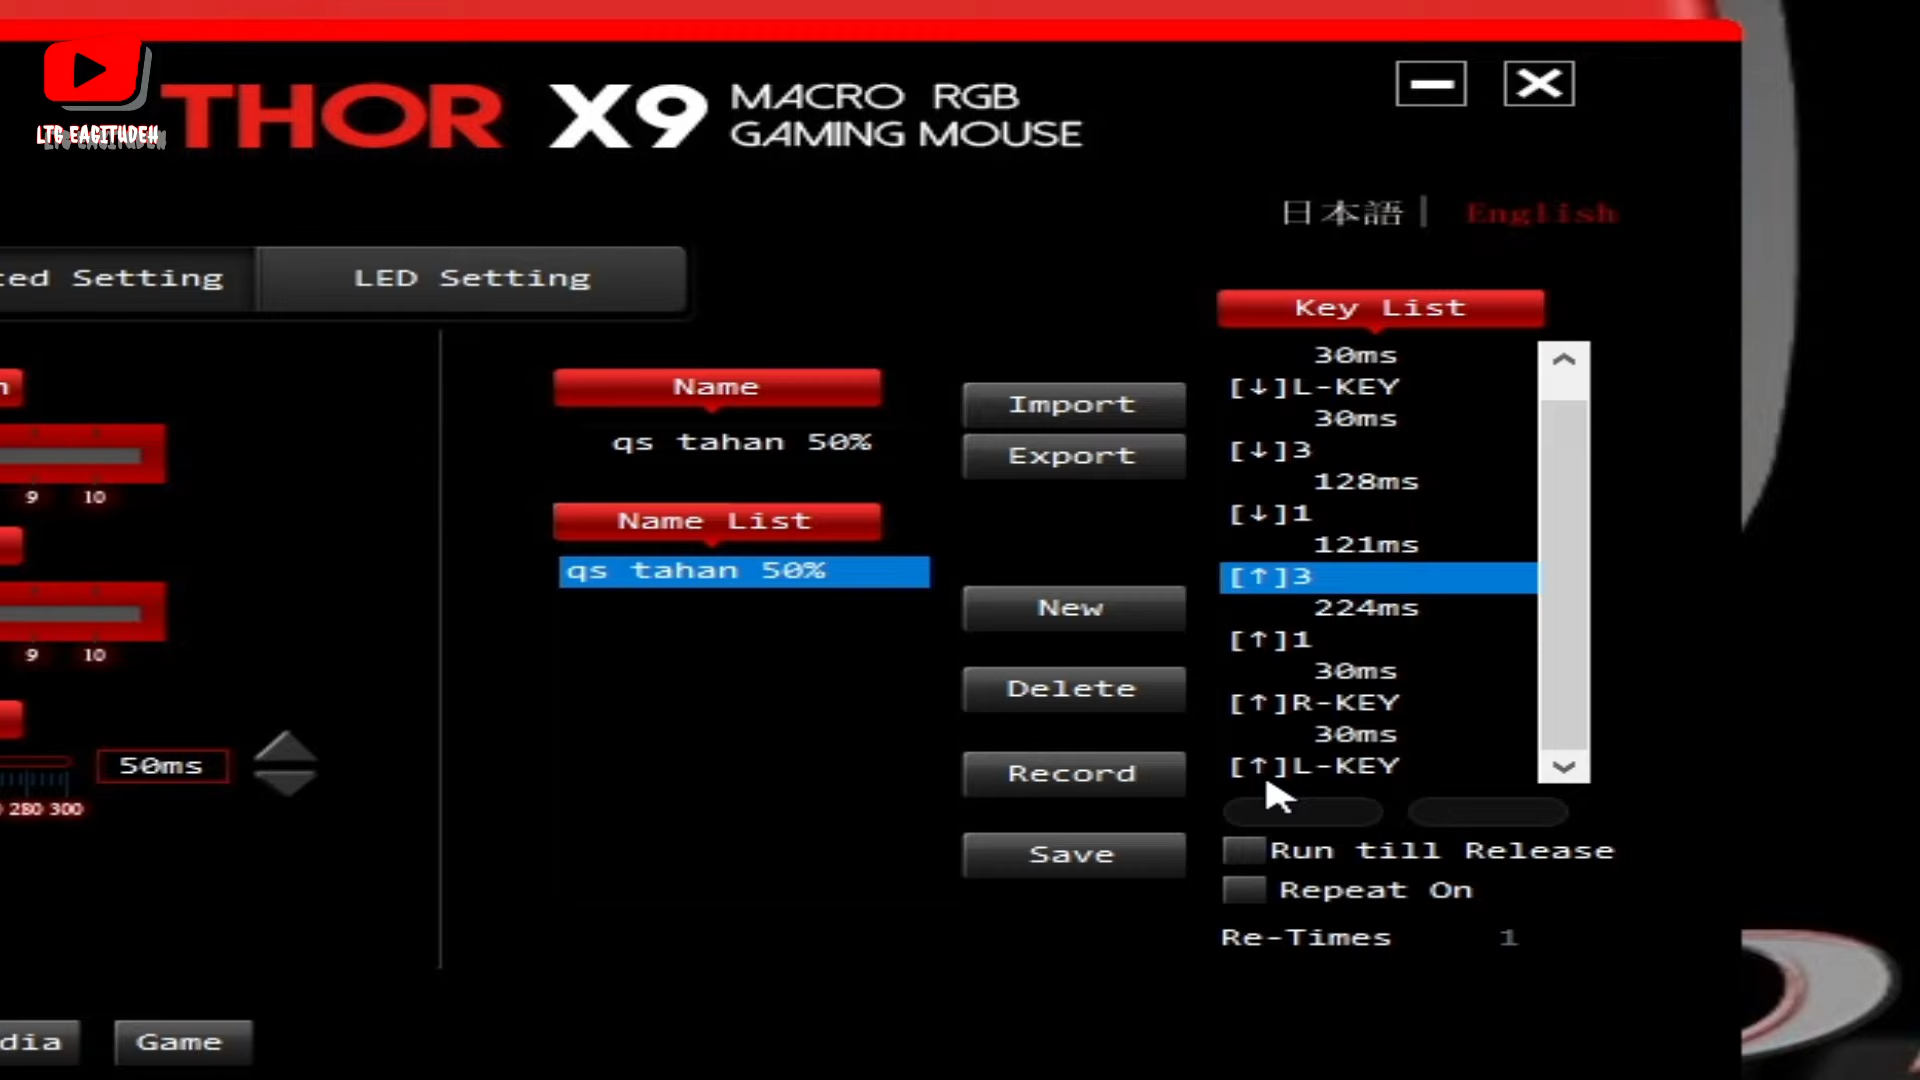 LTG EAGITUDEH
THOR X9 MACRO RGB
GAMING MOUSE
日本語 | English
ted Setting
LED Setting
9 10
9 10
50ms
280 300
Name
qs tahan 50%
Name List
qs tahan 50%
Import
Export
New
Delete
Record
Save
Key List
30ms
[↓]L-KEY
30ms
[↓]3
128ms
[↓]1
121ms
[↑]3
224ms
[↑]1
30ms
[↑]R-KEY
30ms
[↑]L-KEY
Run till Release
Repeat On
Re-Times 1
dia
Game